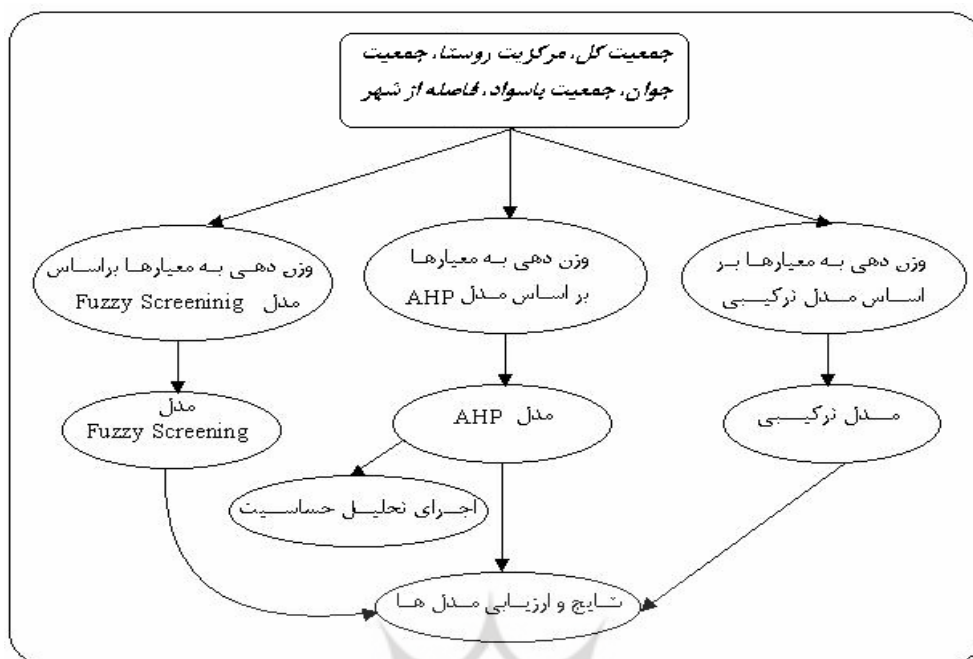 جمعیت کل، مرکزیت روستا، جمعیت
جوان، جمعیت باسواد، فاصله از شهر
وزن دهی به معیارها بر
اساس مدل ترکیبی
وزن دهی به معیارها
بر اساس مدل AHP
وزن دهی به معیارها براساس
مدل Fuzzy Screeninig
مدل ترکیبی
مدل AHP
مدل
Fuzzy Screening
اجرای تحلیل حساسیت
نتایج و ارزیابی مدل ها